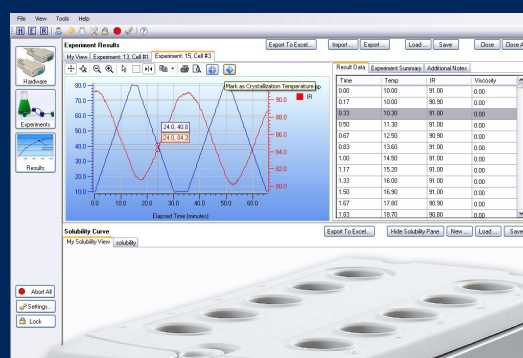 File View Tools Help
H E R
Experiment Results Export To Excel... Import ... Export ... Load ... Save Close Close A
My View Experiment: 13, Cell #1 Experiment: 15, Cell #3
Result Data Experiment Summary Additional Notes
Mark as Crystallization Temperature
IR
Time Temp IR Viscosity
0.00 10.00 91.00 0.00
0.17 10.00 90.90 0.00
0.33 10.30 91.00 0.00
0.50 11.30 91.00 0.00
0.67 12.50 90.90 0.00
0.83 13.60 91.00 0.00
1.00 14.50 91.00 0.00
1.17 15.20 91.00 0.00
1.33 16.00 91.00 0.00
1.50 16.90 91.00 0.00
1.67 17.80 90.90 0.00
1.83 18.70 90.80 0.00
80.0
70.0
60.0
50.0
40.0
30.0
20.0
10.0
24.0, 40.8
24.0, 84.2
90.0
88.0
86.0
84.0
82.0
80.0
0.0 10.0 20.0 30.0 40.0 50.0 60.0
Elapsed Time (minutes)
Hardware
Experiments
Results
Solubility Curve Export To Excel... Hide Solubility Pane New ... Load ... Save
My Solubility View solubility
Abort All
Settings...
Lock